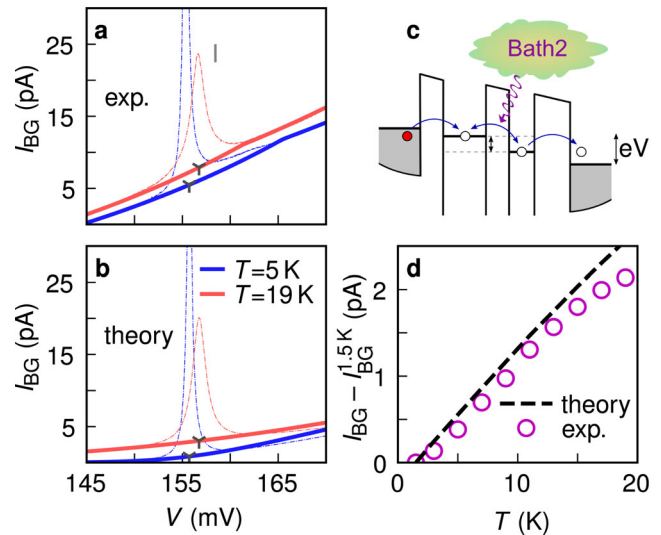 a
I_BG (pA)
25
15
5
exp.
I
b
I_BG (pA)
25
15
5
T=5 K
T=19 K
theory
145
155
165
V (mV)
c
Bath2
eV
d
I_BG – I_BG^1.5 K (pA)
2
1
0
theory
exp.
0
10
20
T (K)